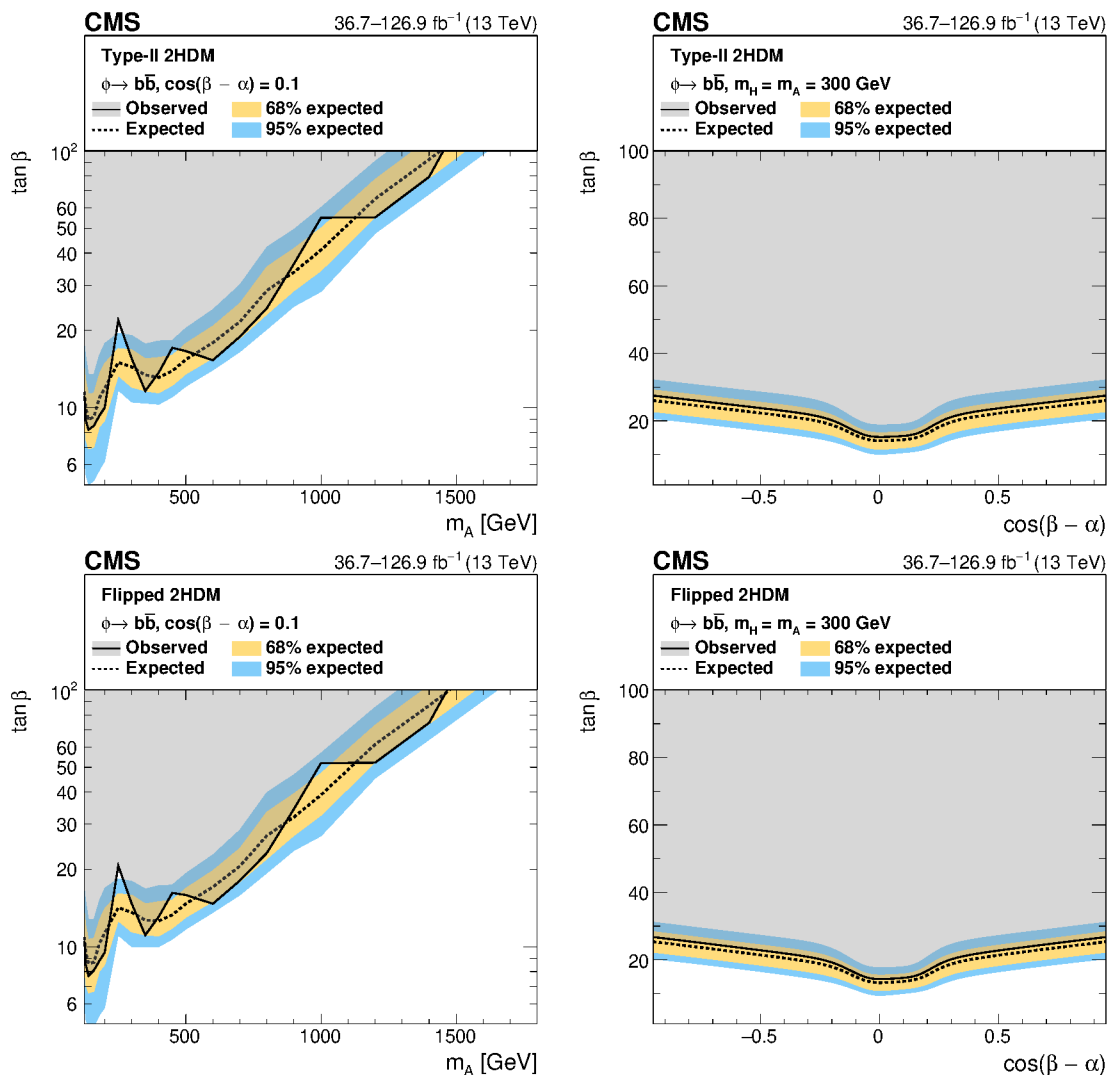 CMS 36.7–126.9 fb⁻¹ (13 TeV)
Type-II 2HDM
ϕ→ bb̅, cos(β − α) = 0.1
Observed 68% expected
Expected 95% expected
tan β
10²
60
50
40
30
20
10
6
500 1000 1500
m_A [GeV]
CMS 36.7–126.9 fb⁻¹ (13 TeV)
Type-II 2HDM
ϕ→ bb̅, m_H = m_A = 300 GeV
Observed 68% expected
Expected 95% expected
tan β
100
80
60
40
20
−0.5 0 0.5
cos(β − α)
CMS 36.7–126.9 fb⁻¹ (13 TeV)
Flipped 2HDM
ϕ→ bb̅, cos(β − α) = 0.1
Observed 68% expected
Expected 95% expected
tan β
10²
60
50
40
30
20
10
6
500 1000 1500
m_A [GeV]
CMS 36.7–126.9 fb⁻¹ (13 TeV)
Flipped 2HDM
ϕ→ bb̅, m_H = m_A = 300 GeV
Observed 68% expected
Expected 95% expected
tan β
100
80
60
40
20
−0.5 0 0.5
cos(β − α)